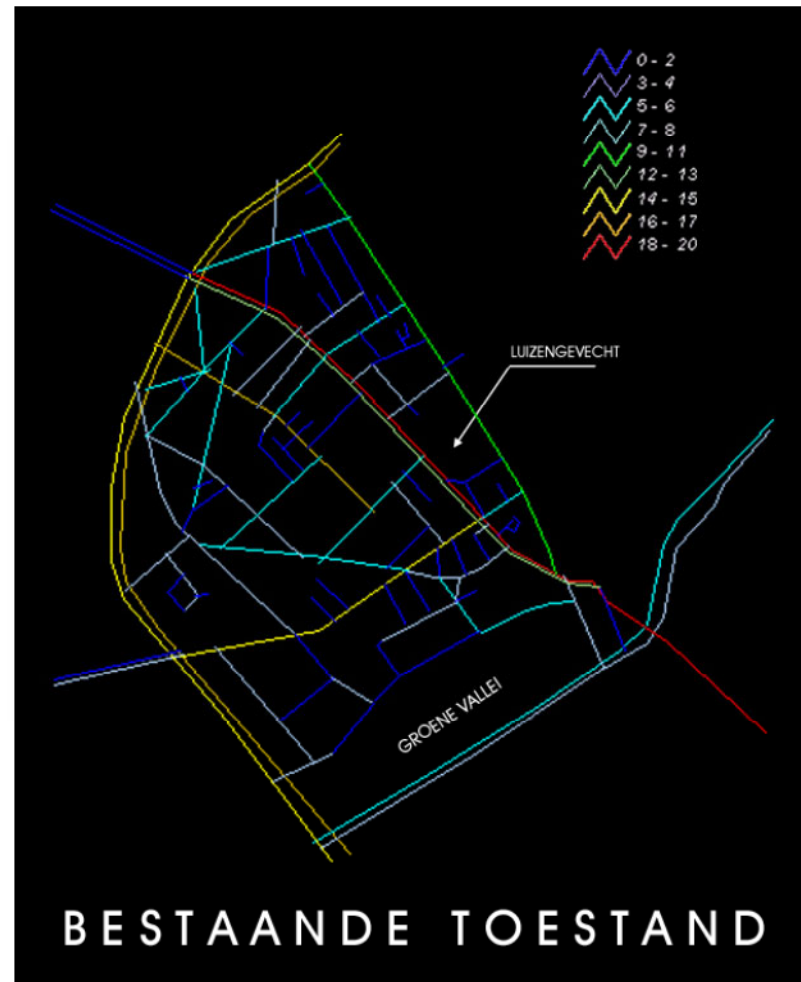 0 - 2
3 - 4
5 - 6
7 - 8
9 - 11
12 - 13
14 - 15
16 - 17
18 - 20
LUIZENGEVECHT
GROENE VALLEI
BESTAANDE TOESTAND